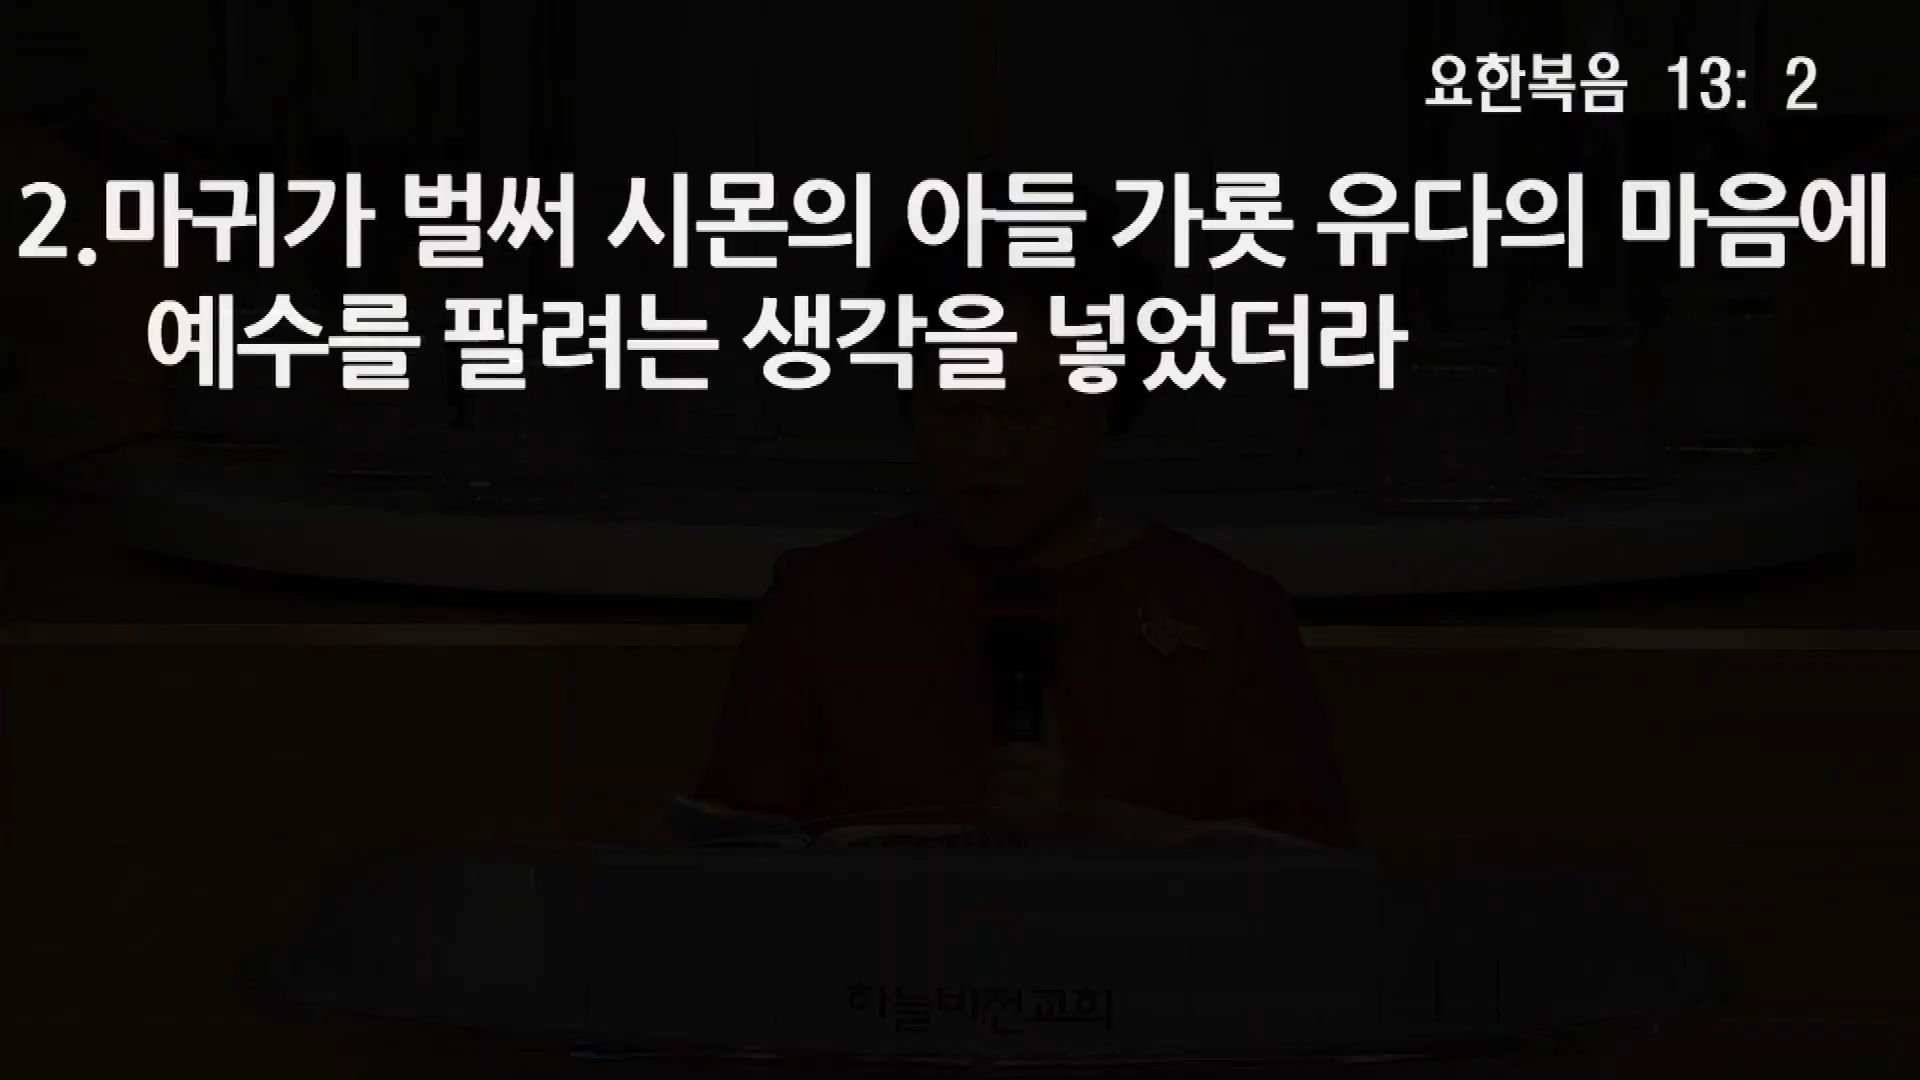 요한복음 13: 2
2.마귀가 벌써 시몬의 아들 가룟 유다의 마음에
예수를 팔려는 생각을 넣었더라
하늘비전교회